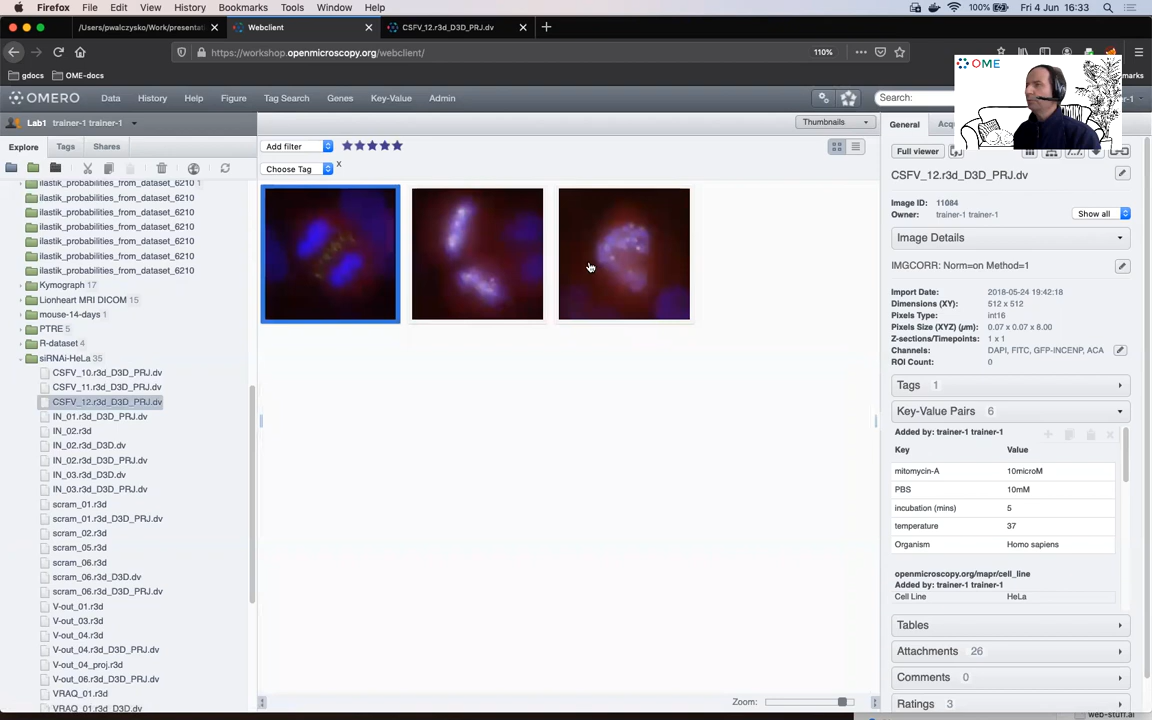 Firefox File Edit View History Bookmarks Tools Window Help 100% Fri 4 Jun 16:33
/Users/pwalczysko/Work/presentat Webclient CSFV_12.r3d_D3D_PRJ.dv
https://workshop.openmicroscopy.org/webclient/ 110%
gdocs OME-docs
OME
OMERO Data History Help Figure Tag Search Genes Key-Value Admin Search:
Lab1 trainer-1 trainer-1
Thumbnails
General
Explore Tags Shares
Add filter
Choose Tag x
Full viewer
ilastik_probabilities_from_dataset_6210 1
ilastik_probabilities_from_dataset_6210
ilastik_probabilities_from_dataset_6210
ilastik_probabilities_from_dataset_6210
ilastik_probabilities_from_dataset_6210
ilastik_probabilities_from_dataset_6210
ilastik_probabilities_from_dataset_6210
Kymograph 17
Lionheart MRI DICOM 15
mouse-14-days 1
PTRE 5
R-dataset 4
siRNAi-HeLa 35
CSFV_10.r3d_D3D_PRJ.dv
CSFV_11.r3d_D3D_PRJ.dv
CSFV_12.r3d_D3D_PRJ.dv
IN_01.r3d_D3D_PRJ.dv
IN_02.r3d
IN_02.r3d_D3D.dv
IN_02.r3d_D3D_PRJ.dv
IN_03.r3d_D3D.dv
IN_03.r3d_D3D_PRJ.dv
scram_01.r3d
scram_01.r3d_D3D_PRJ.dv
scram_02.r3d
scram_05.r3d
scram_06.r3d
scram_06.r3d_D3D.dv
scram_06.r3d_D3D_PRJ.dv
V-out_01.r3d
V-out_03.r3d
V-out_04.r3d
V-out_04.r3d_D3D_PRJ.dv
V-out_04_proj.r3d
V-out_06.r3d_D3D_PRJ.dv
VRAQ_01.r3d
VRAQ_01.r3d_D3D.dv
Zoom:
CSFV_12.r3d_D3D_PRJ.dv
Image ID: 11084
Owner: trainer-1 trainer-1
Show all
Image Details
IMGCORR: Norm=on Method=1
Import Date: 2018-05-24 19:42:18
Dimensions (XY): 512 x 512
Pixels Type: int16
Pixels Size (XYZ) (µm): 0.07 x 0.07 x 8.00
Z-sections/Timepoints: 1 x 1
Channels: DAPI, FITC, GFP-INCENP, ACA
ROI Count: 0
Tags 1
Key-Value Pairs 6
Added by: trainer-1 trainer-1
Key Value
mitomycin-A 10microM
PBS 10mM
incubation (mins) 5
temperature 37
Organism Homo sapiens
openmicroscopy.org/mapr/cell_line
Added by: trainer-1 trainer-1
Cell Line HeLa
Tables
Attachments 26
Comments 0
Ratings 3
web-stuff.ai